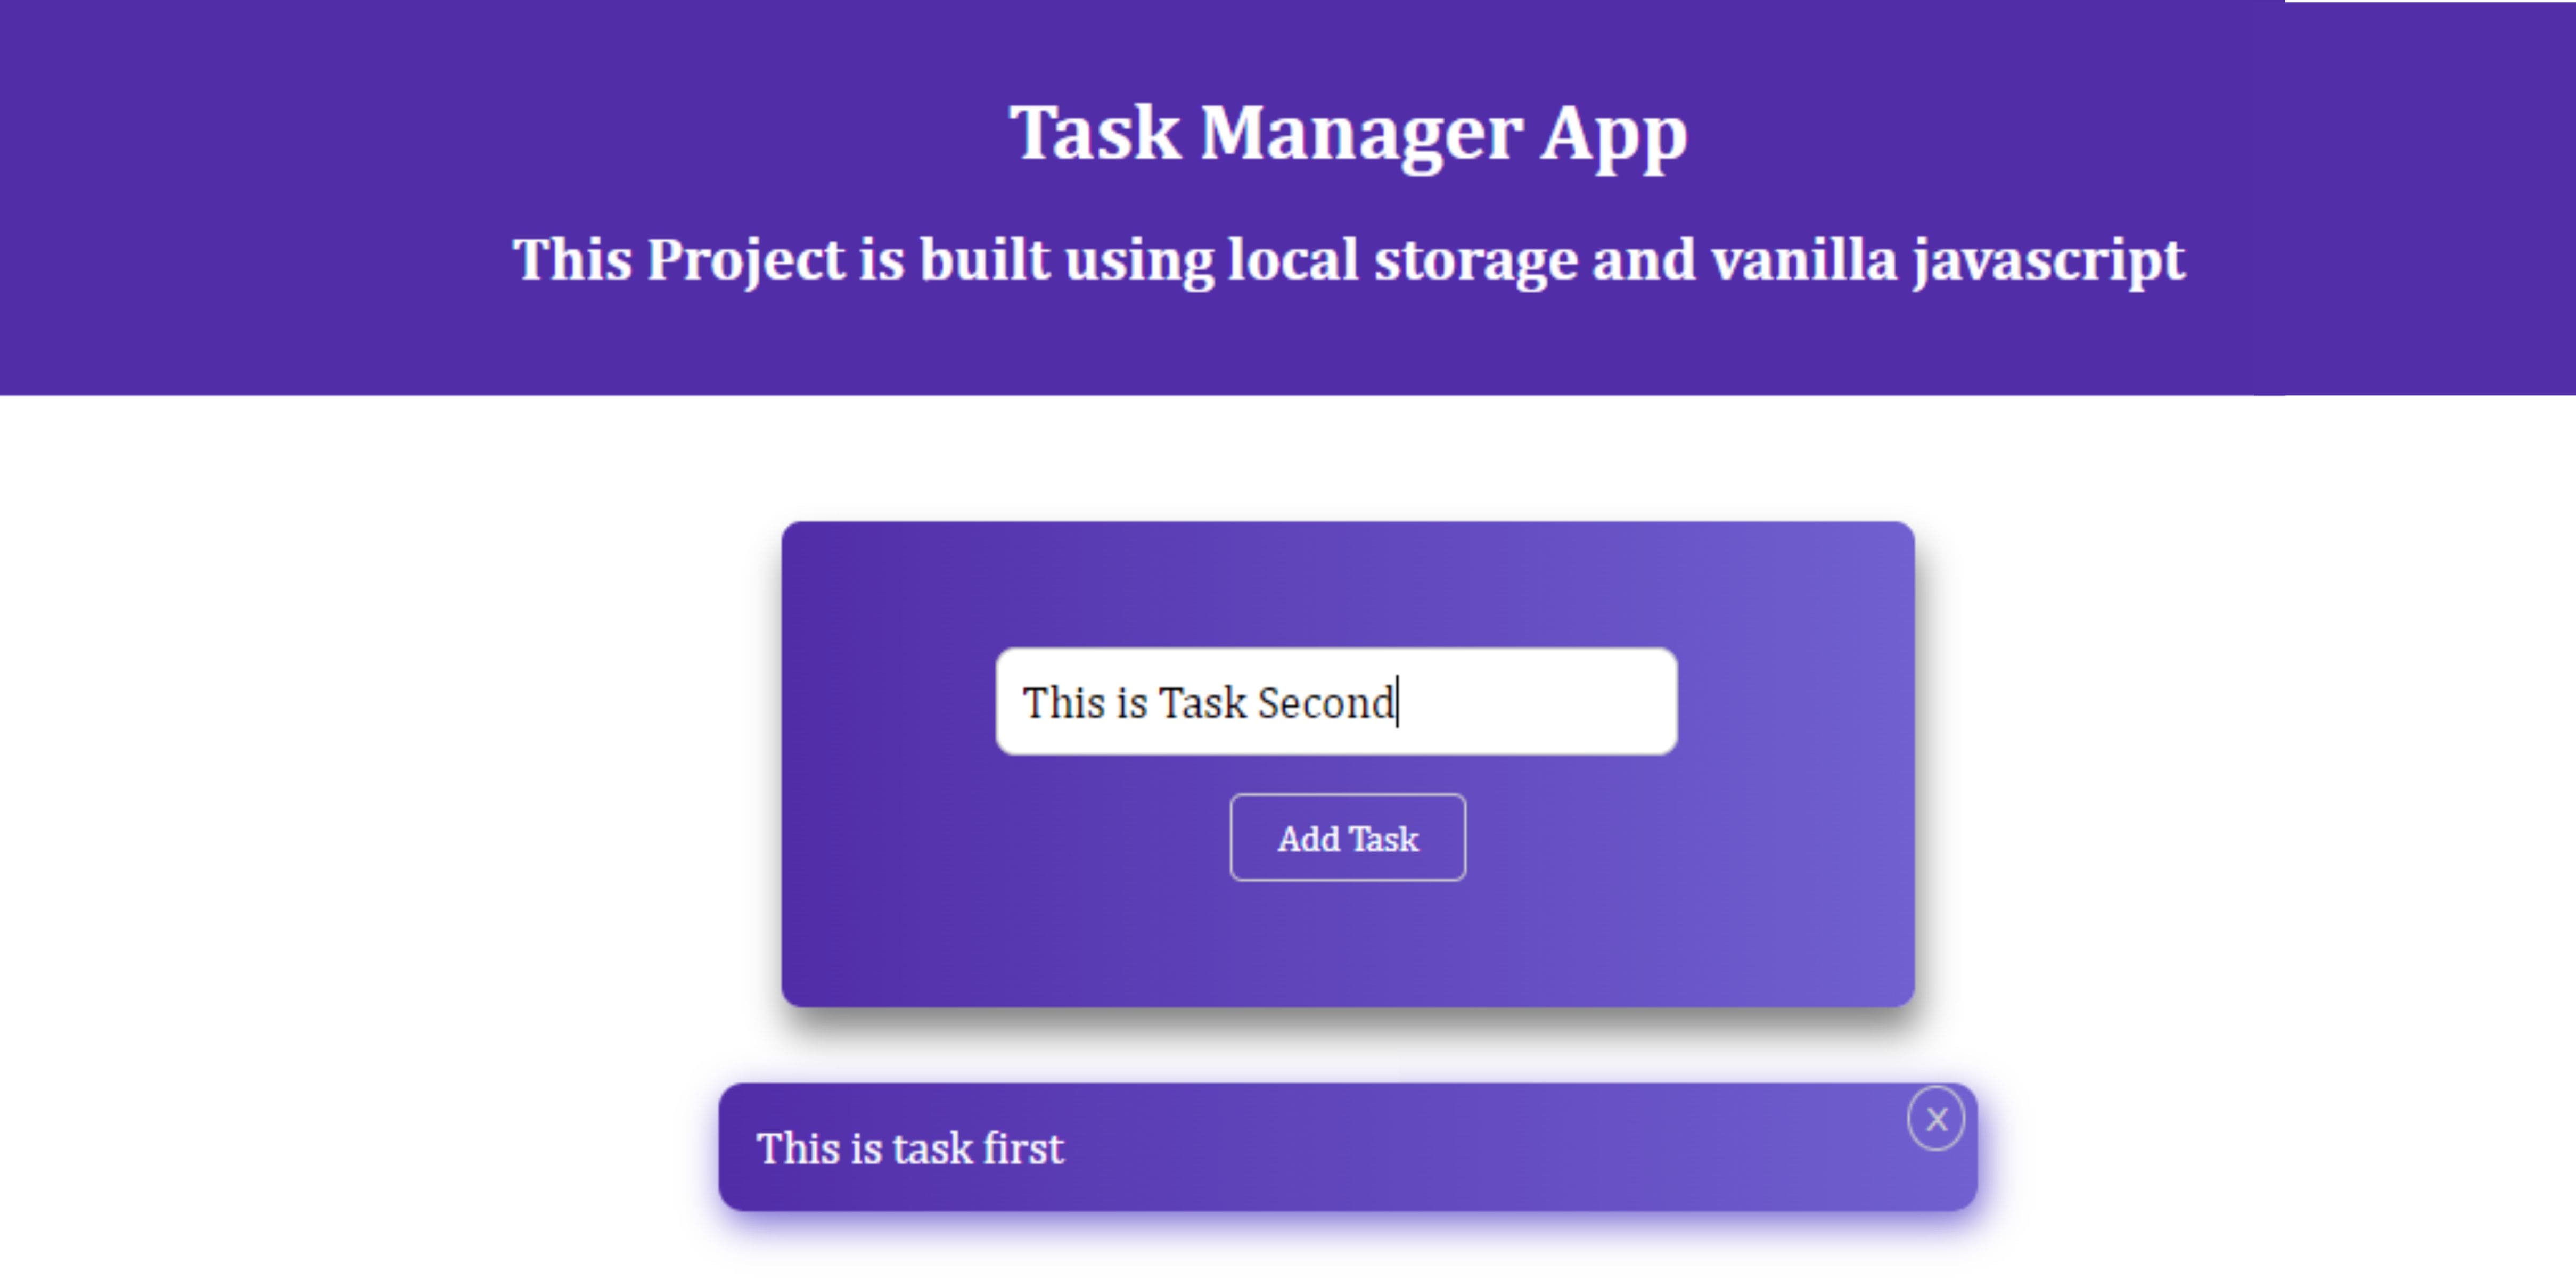 Task Manager App
This Project is built using local storage and vanilla javascript
This is Task Second
Add Task
This is task first
X